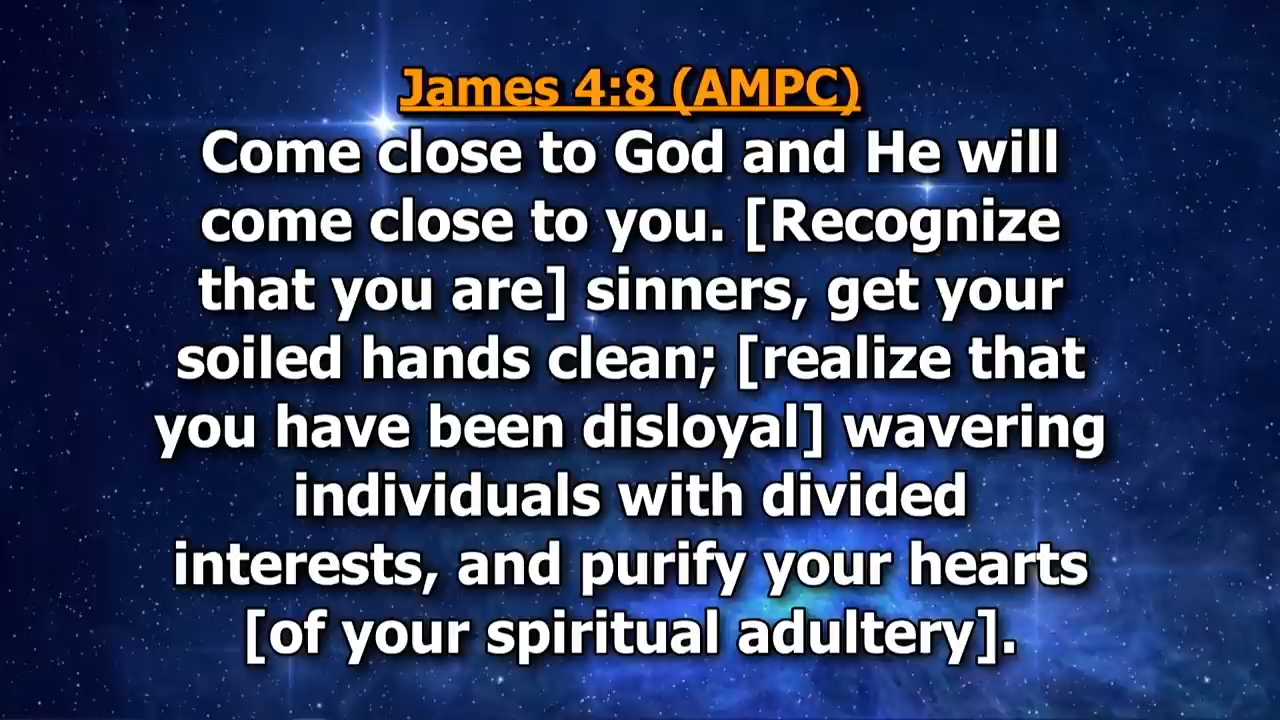 James 4:8 (AMPC)
Come close to God and He will
come close to you. [Recognize
that you are] sinners, get your
soiled hands clean; [realize that
you have been disloyal] wavering
individuals with divided
interests, and purify your hearts
[of your spiritual adultery].